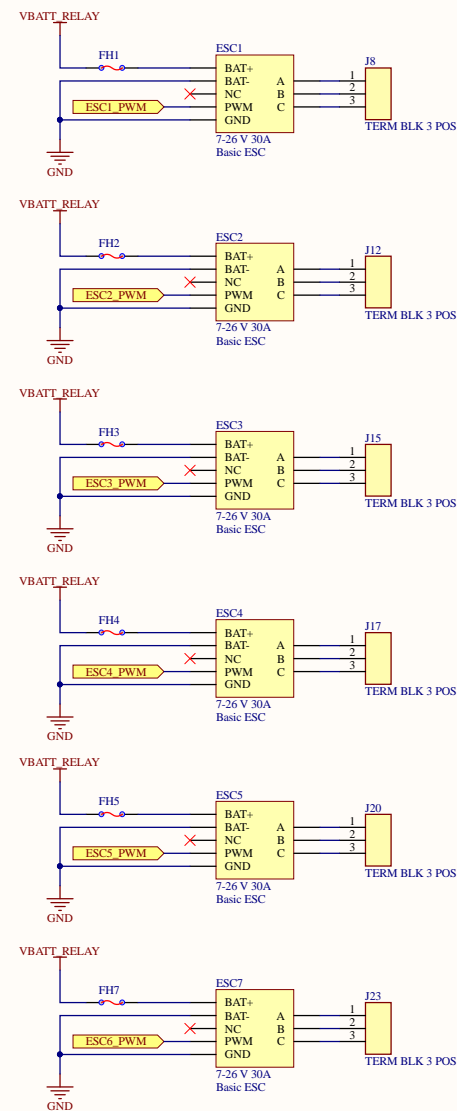 VBATT_RELAY
FH1
ESC1
J8
BAT+
BAT-
NC
PWM
GND
A
B
C
1
2
3
ESC1_PWM
7-26 V 30A
Basic ESC
TERM BLK 3 POS
GND
VBATT_RELAY
FH2
ESC2
J12
BAT+
BAT-
NC
PWM
GND
A
B
C
1
2
3
ESC2_PWM
7-26 V 30A
Basic ESC
TERM BLK 3 POS
GND
VBATT_RELAY
FH3
ESC3
J15
BAT+
BAT-
NC
PWM
GND
A
B
C
1
2
3
ESC3_PWM
7-26 V 30A
Basic ESC
TERM BLK 3 POS
GND
VBATT_RELAY
FH4
ESC4
J17
BAT+
BAT-
NC
PWM
GND
A
B
C
1
2
3
ESC4_PWM
7-26 V 30A
Basic ESC
TERM BLK 3 POS
GND
VBATT_RELAY
FH5
ESC5
J20
BAT+
BAT-
NC
PWM
GND
A
B
C
1
2
3
ESC5_PWM
7-26 V 30A
Basic ESC
TERM BLK 3 POS
GND
VBATT_RELAY
FH7
ESC7
J23
BAT+
BAT-
NC
PWM
GND
A
B
C
1
2
3
ESC6_PWM
7-26 V 30A
Basic ESC
TERM BLK 3 POS
GND